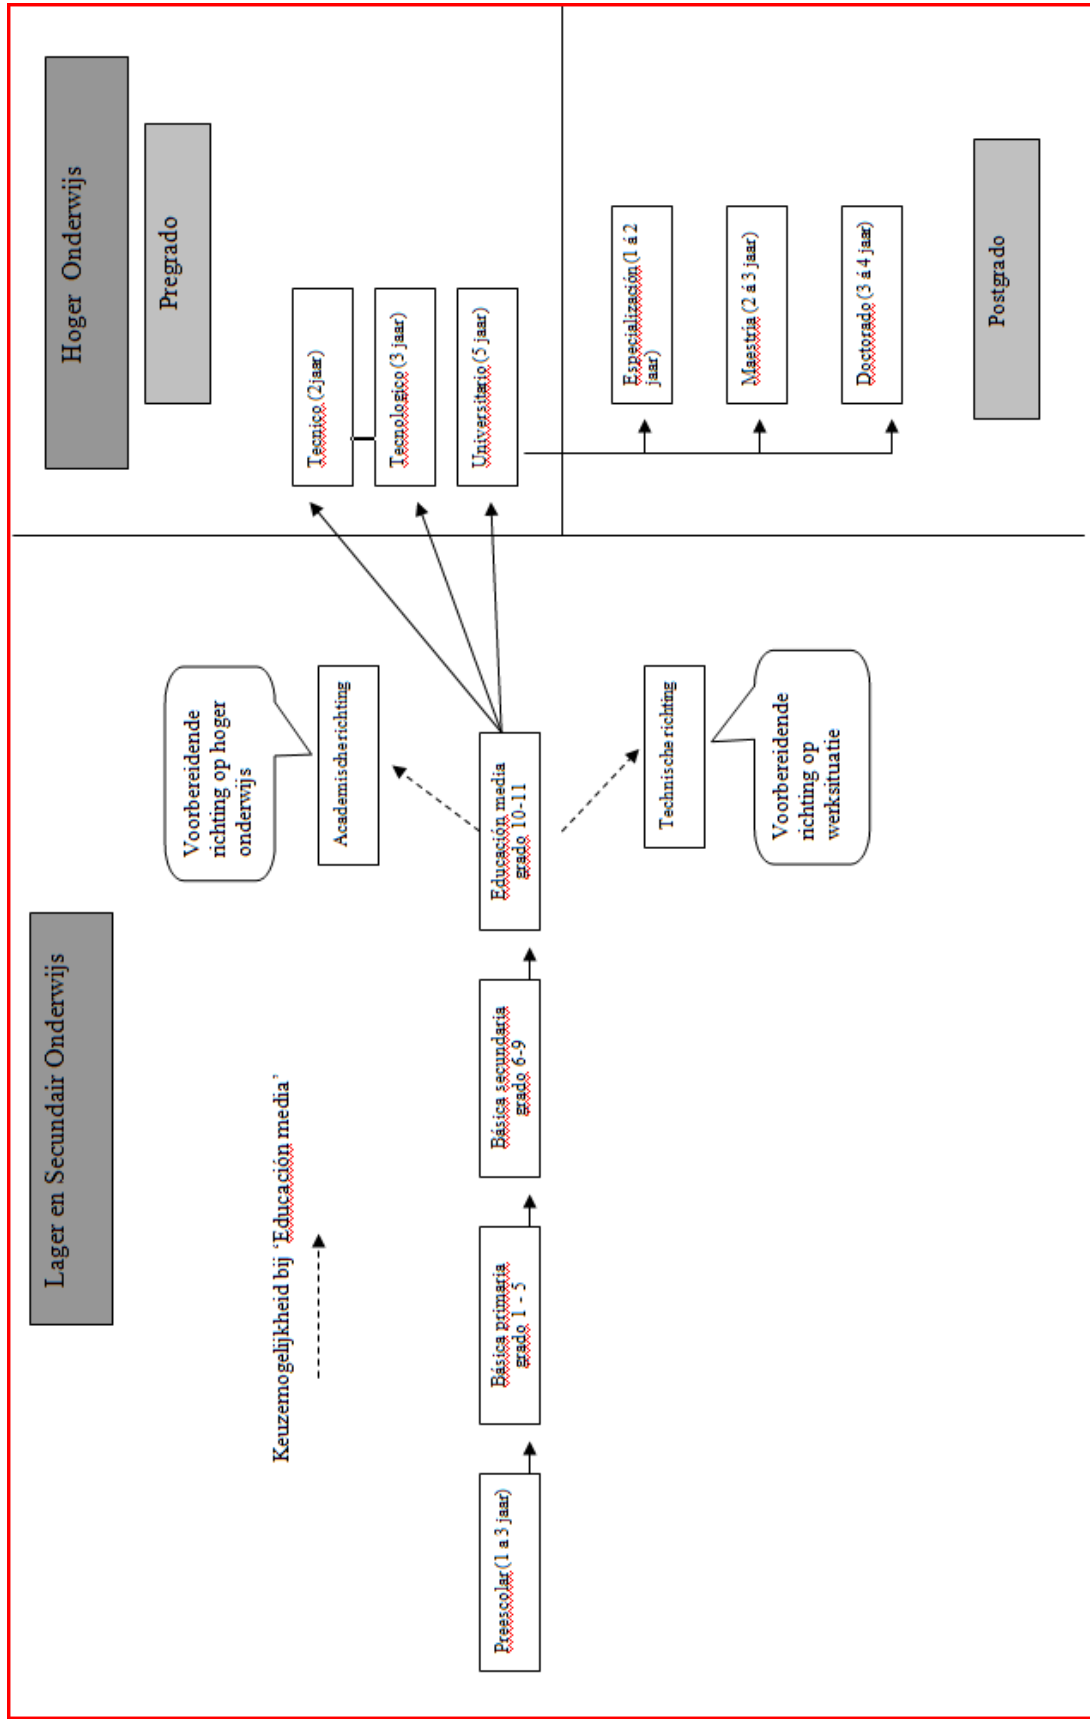 Lager en Secundair Onderwijs
Hoger Onderwijs
Pregrado
Keuzemogelijkheid bij ‘Educación media’
Voorbereidende
richting op hoger
onderwijs
Academische richting
Preescolar (1 a 3 jaar)
Básica primaria
grado 1 - 5
Básica secundaria
grado 6-9
Educación media
grado 10-11
Technische richting
Voorbereidende
richting op
werksituatie
Tecnico (2jaar)
Tecnologico (3 jaar)
Universitario (5 jaar)
Especialización (1 á 2
jaar)
Maestria (2 á 3 jaar)
Doctorado (3 á 4 jaar)
Postgrado